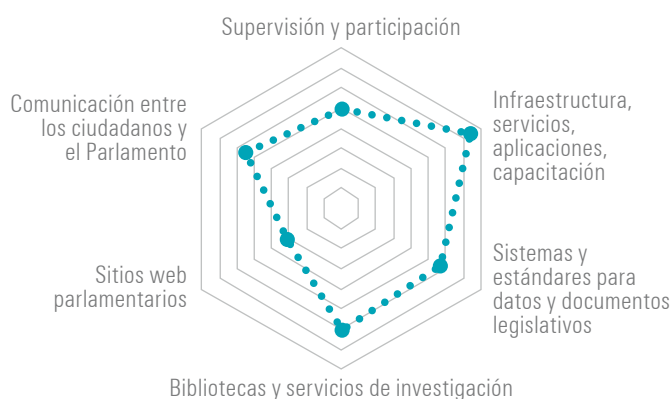 Supervisión y participación
Comunicación entre
los ciudadanos y
el Parlamento
Infraestructura,
servicios,
aplicaciones,
capacitación
Sitios web
parlamentarios
Sistemas y
estándares para
datos y documentos
legislativos
Bibliotecas y servicios de investigación